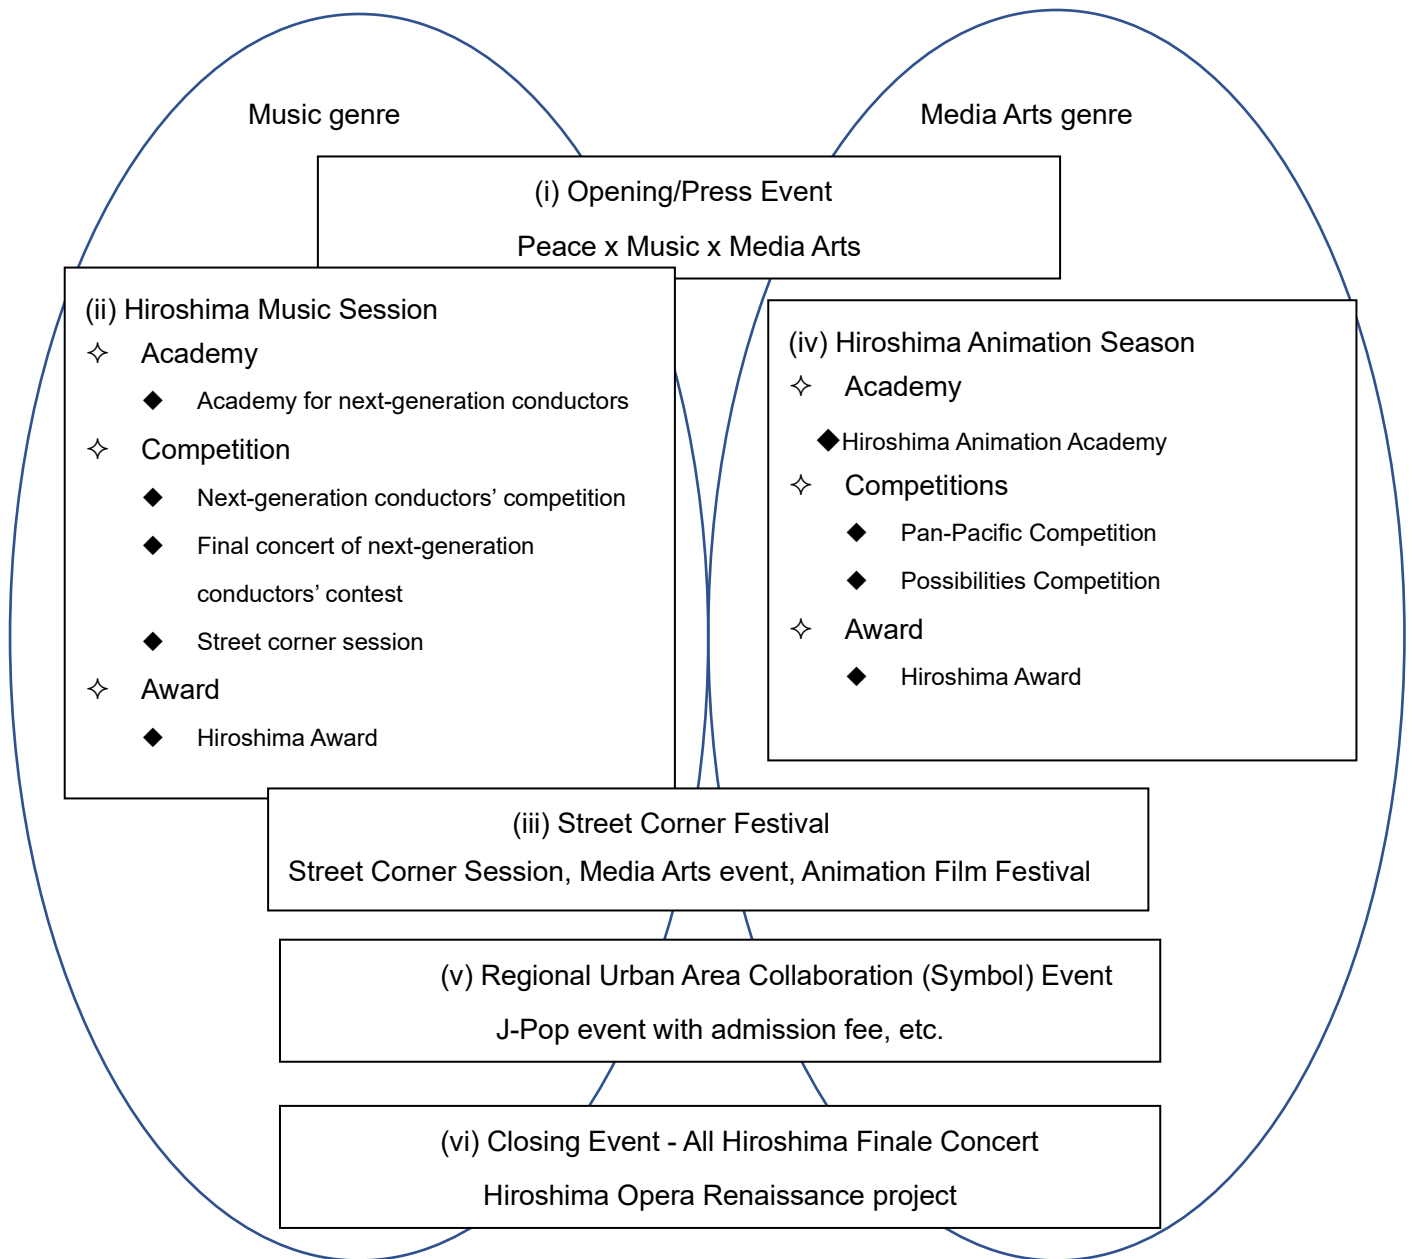 Music genre
Media Arts genre
(i) Opening/Press Event
Peace x Music x Media Arts
(ii) Hiroshima Music Session
✧ Academy
◆ Academy for next-generation conductors
✧ Competition
◆ Next-generation conductors’ competition
◆ Final concert of next-generation
conductors’ contest
◆ Street corner session
✧ Award
◆ Hiroshima Award
(iv) Hiroshima Animation Season
✧ Academy
◆Hiroshima Animation Academy
✧ Competitions
◆ Pan-Pacific Competition
◆ Possibilities Competition
✧ Award
◆ Hiroshima Award
(iii) Street Corner Festival
Street Corner Session, Media Arts event, Animation Film Festival
(v) Regional Urban Area Collaboration (Symbol) Event
J-Pop event with admission fee, etc.
(vi) Closing Event - All Hiroshima Finale Concert
Hiroshima Opera Renaissance project